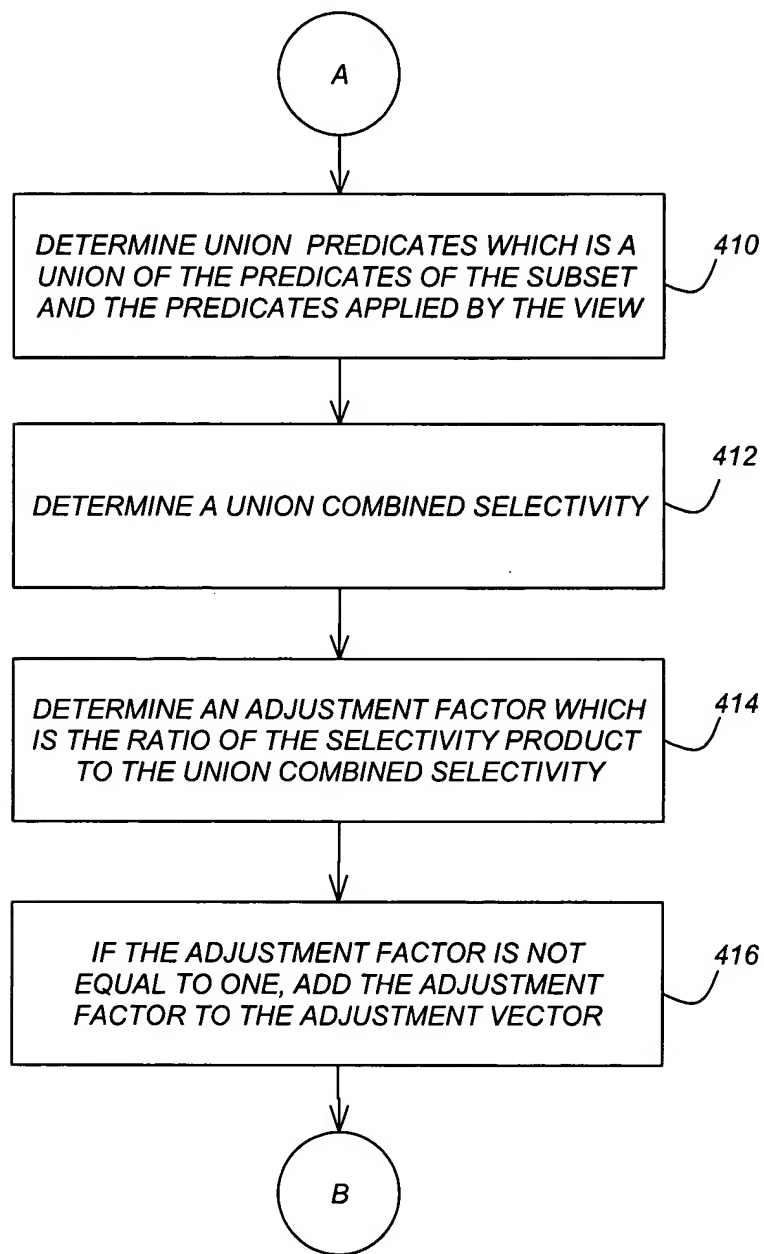 A
DETERMINE UNION PREDICATES WHICH IS A
UNION OF THE PREDICATES OF THE SUBSET
AND THE PREDICATES APPLIED BY THE VIEW
410
DETERMINE A UNION COMBINED SELECTIVITY
412
DETERMINE AN ADJUSTMENT FACTOR WHICH
IS THE RATIO OF THE SELECTIVITY PRODUCT
TO THE UNION COMBINED SELECTIVITY
414
IF THE ADJUSTMENT FACTOR IS NOT
EQUAL TO ONE, ADD THE ADJUSTMENT
FACTOR TO THE ADJUSTMENT VECTOR
416
B